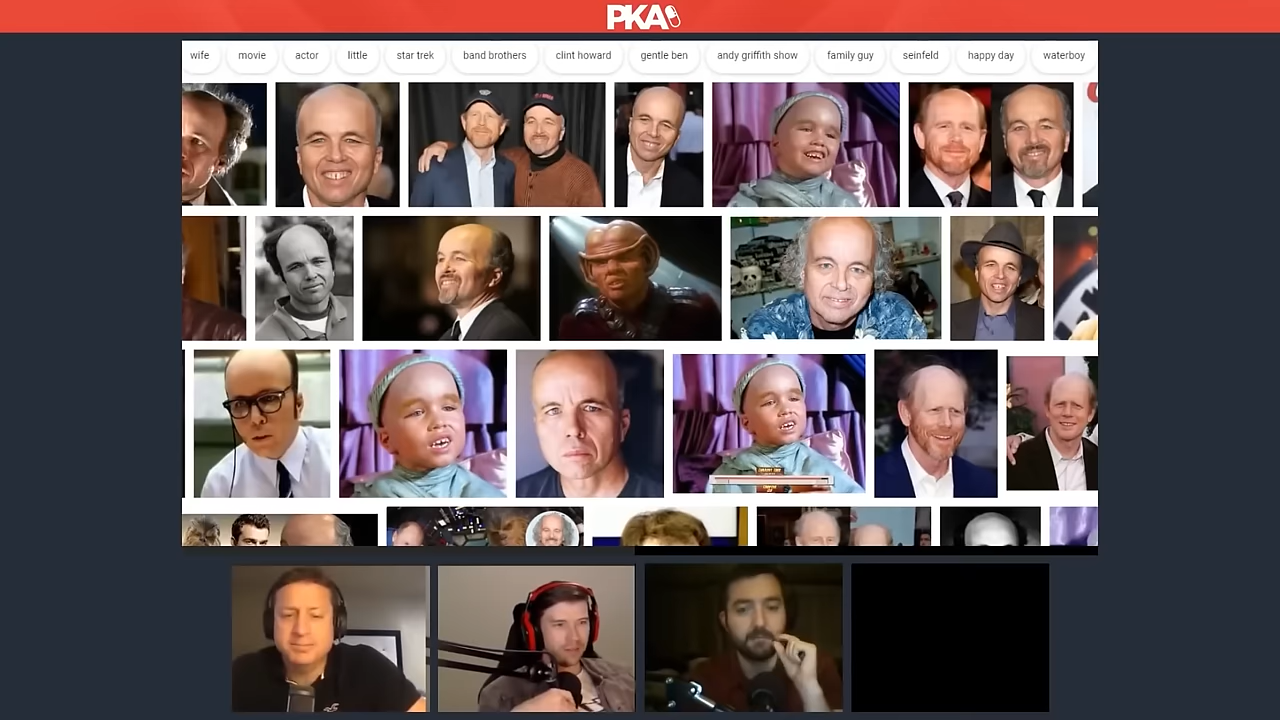 PKA
wife movie actor little star trek band brothers clint howard gentle ben andy griffith show family guy seinfeld happy day waterboy